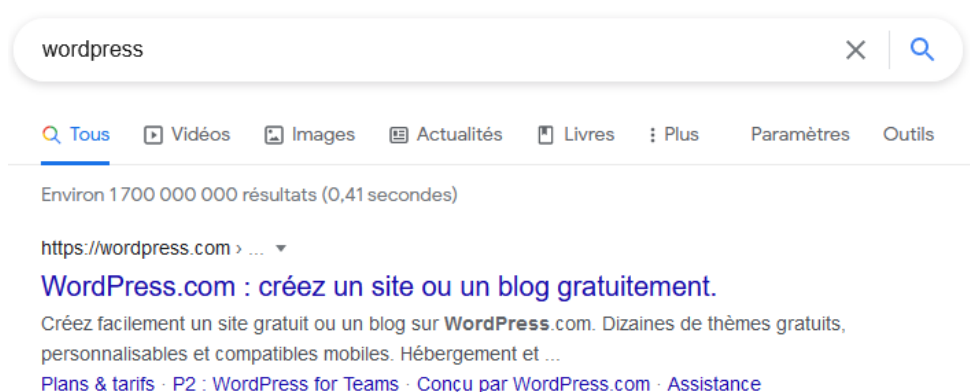 wordpress
Tous Vidéos Images Actualités Livres Plus Paramètres Outils
Environ 1 700 000 000 résultats (0,41 secondes)
https://wordpress.com › ...
WordPress.com : créez un site ou un blog gratuitement.
Créez facilement un site gratuit ou un blog sur WordPress.com. Dizaines de thèmes gratuits,
personnalisables et compatibles mobiles. Hébergement et ...
Plans & tarifs · P2 : WordPress for Teams · Conçu par WordPress.com · Assistance